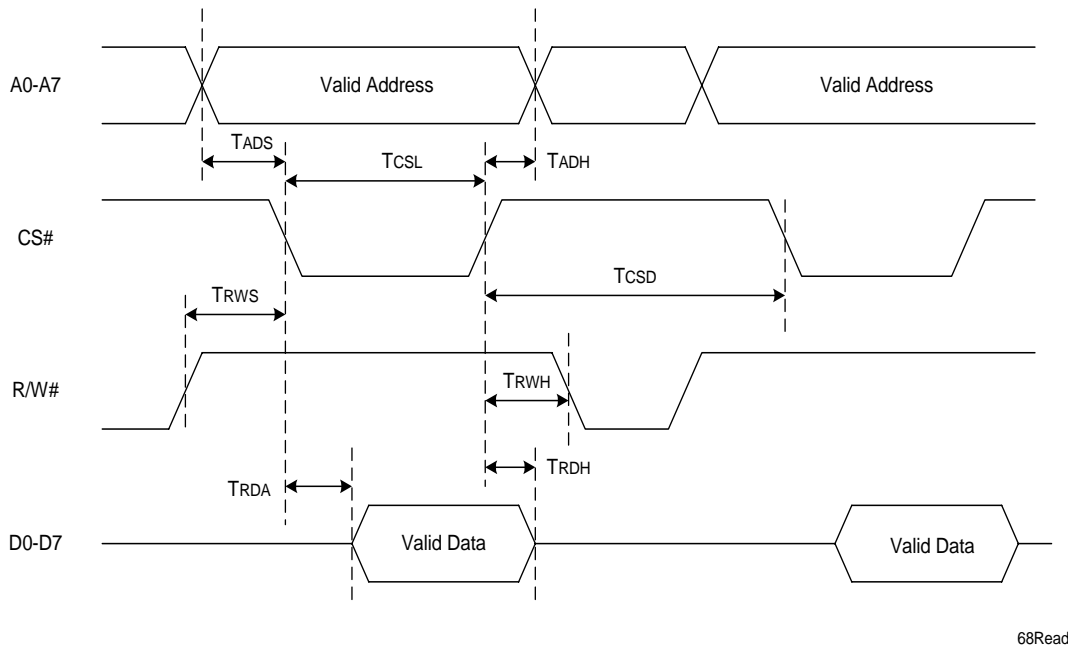 A0-A7
Valid Address
Valid Address
TADS
TCSL
TADH
CS#
TCSD
TRWS
R/W#
TRWH
TRDH
TRDA
D0-D7
Valid Data
Valid Data
68Read